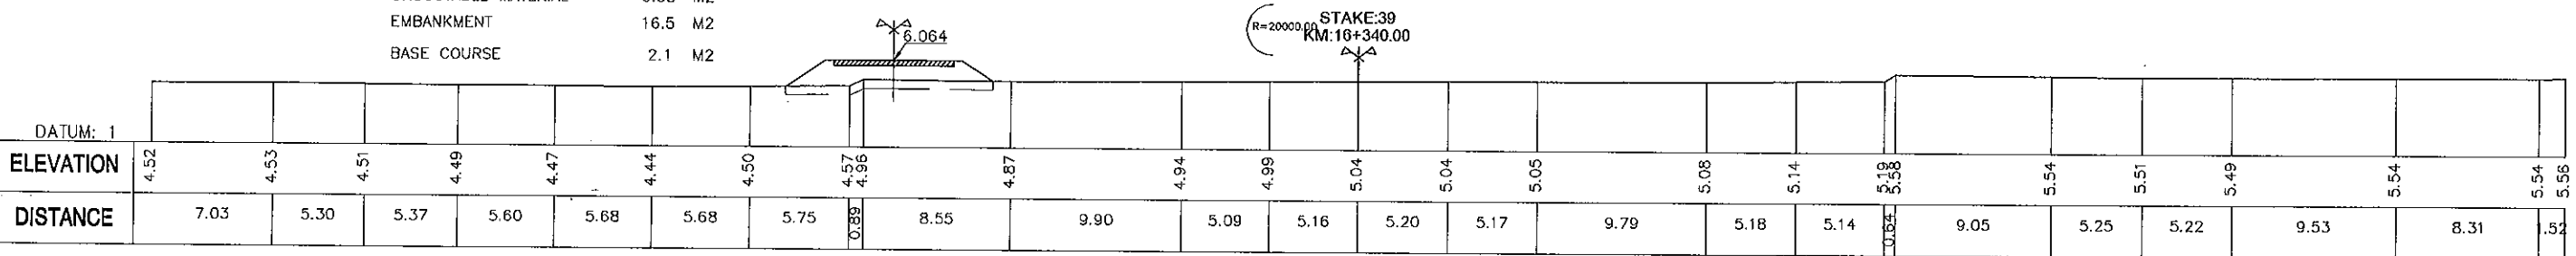 EMBANKMENT 16.5 M2
BASE COURSE 2.1 M2
6.064
R=20000.00
STAKE:39
KM:16+340.00
DATUM: 1
ELEVATION 4.52 4.53 4.51 4.49 4.47 4.44 4.50 4.57 4.96 4.87 4.94 4.99 5.04 5.04 5.05 5.08 5.14 5.19 5.58 5.54 5.51 5.49 5.54 5.54 5.56
DISTANCE 7.03 5.30 5.37 5.60 5.68 5.68 5.75 0.89 8.55 9.90 5.09 5.16 5.20 5.17 9.79 5.18 5.14 0.64 9.05 5.25 5.22 9.53 8.31 1.52